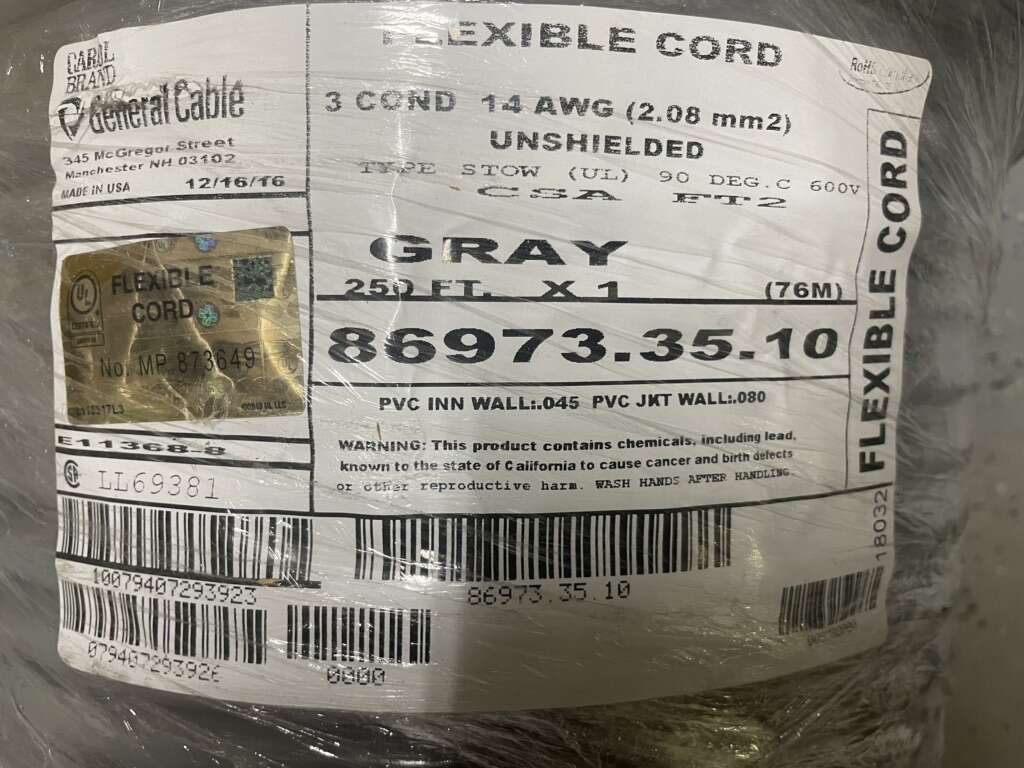 CAROL
BRAND
General Cable
345 McGregor Street
Manchester NH 03102
MADE IN USA 12/16/16
FLEXIBLE CORD
RoHS
3 COND 14 AWG (2.08 mm2)
UNSHIELDED
TYPE STOW (UL) 90 DEG.C 600V
CSA FT2
GRAY
250 FT. X 1 (76M)
86973.35.10
PVC INN WALL:.045 PVC JKT WALL:.080
WARNING: This product contains chemicals, including lead,
known to the state of California to cause cancer and birth defects
or other reproductive harm. WASH HANDS AFTER HANDLING
FLEXIBLE CORD
18032
UL
FLEXIBLE
CORD
No. MP 873649
E11368-8
LL69381
10079407293923
86973.35.10
0000